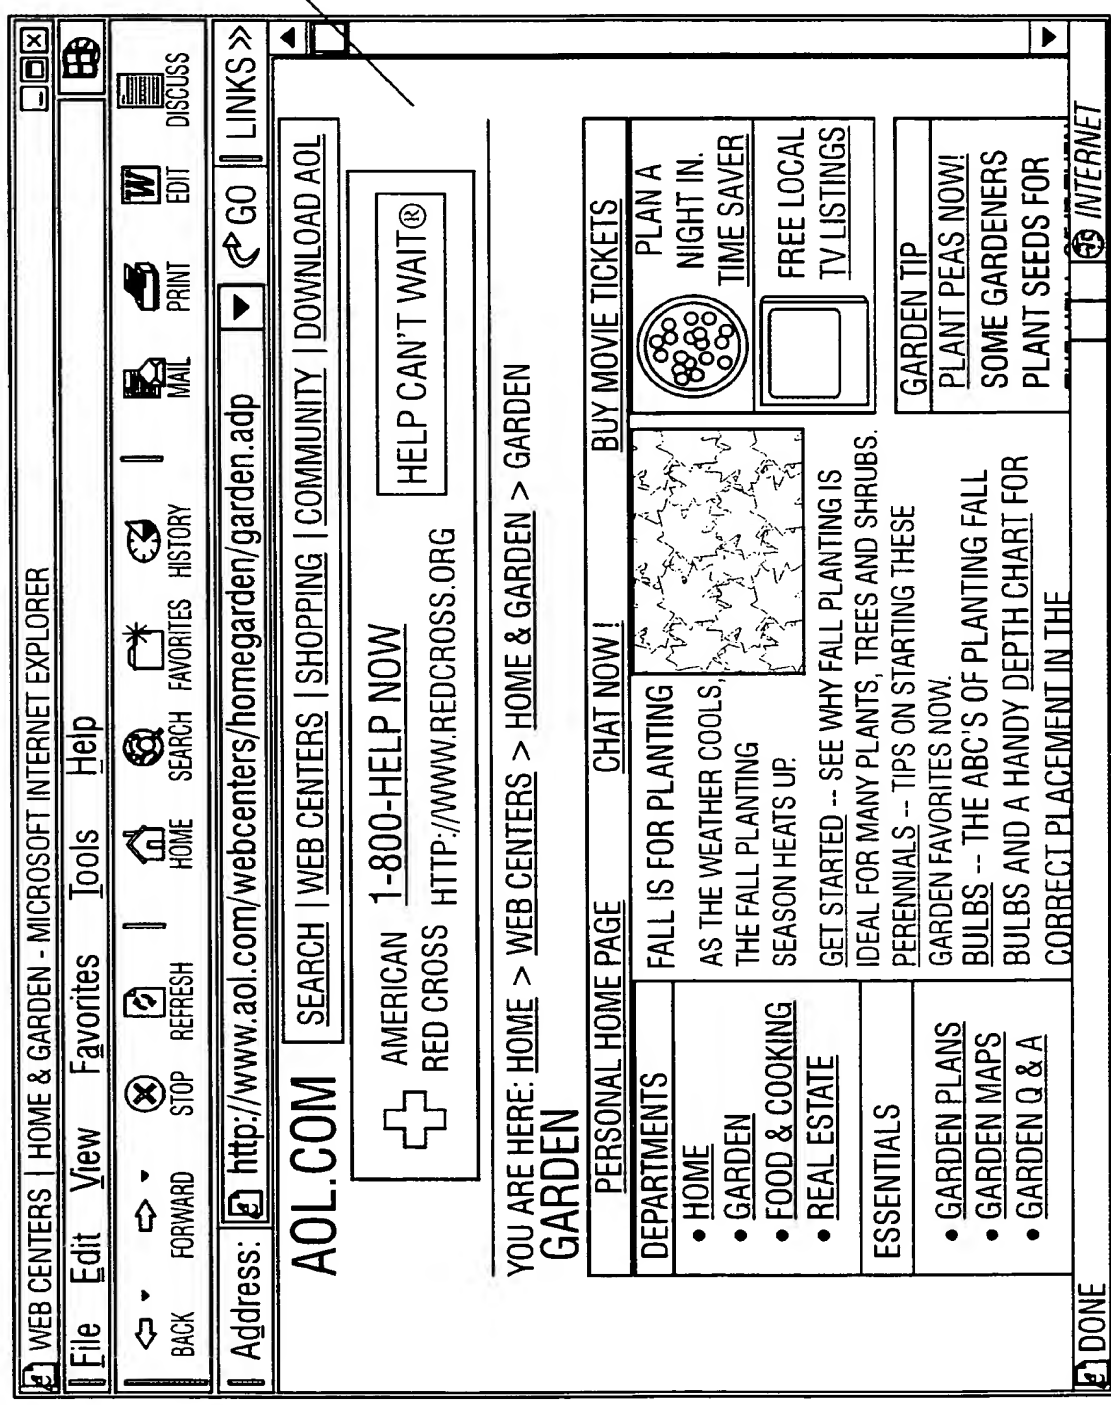 WEB CENTERS | HOME & GARDEN - MICROSOFT INTERNET EXPLORER
File Edit View Favorites Tools Help
BACK FORWARD STOP REFRESH HOME SEARCH FAVORITES HISTORY MAIL PRINT EDIT DISCUSS
Address: http://www.aol.com/webcenters/homegarden/garden.adp GO LINKS »
AOL.COM
SEARCH | WEB CENTERS | SHOPPING | COMMUNITY | DOWNLOAD AOL
AMERICAN
RED CROSS
1-800-HELP NOW
HTTP://WWW.REDCROSS.ORG
HELP CAN'T WAIT®
YOU ARE HERE: HOME > WEB CENTERS > HOME & GARDEN > GARDEN
GARDEN
PERSONAL HOME PAGE CHAT NOW! BUY MOVIE TICKETS
DEPARTMENTS
• HOME
• GARDEN
• FOOD & COOKING
• REAL ESTATE
ESSENTIALS
• GARDEN PLANS
• GARDEN MAPS
• GARDEN Q & A
FALL IS FOR PLANTING
AS THE WEATHER COOLS,
THE FALL PLANTING
SEASON HEATS UP.
GET STARTED -- SEE WHY FALL PLANTING IS
IDEAL FOR MANY PLANTS, TREES AND SHRUBS.
PERENNIALS -- TIPS ON STARTING THESE
GARDEN FAVORITES NOW.
BULBS -- THE ABC'S OF PLANTING FALL
BULBS AND A HANDY DEPTH CHART FOR
CORRECT PLACEMENT IN THE
PLAN A
NIGHT IN.
TIME SAVER
FREE LOCAL
TV LISTINGS
GARDEN TIP
PLANT PEAS NOW!
SOME GARDENERS
PLANT SEEDS FOR
DONE INTERNET